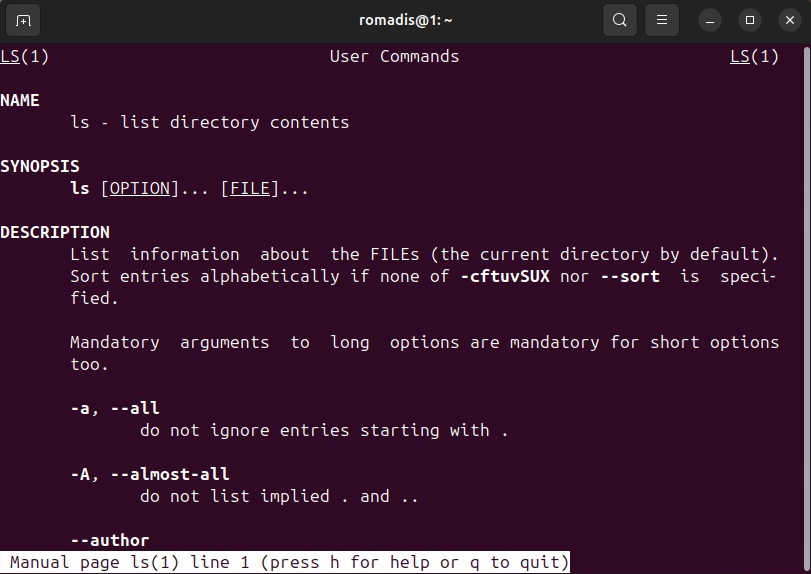 romadis@1: ~
LS(1) User Commands LS(1)
NAME
ls - list directory contents
SYNOPSIS
ls [OPTION]... [FILE]...
DESCRIPTION
List information about the FILEs (the current directory by default).
Sort entries alphabetically if none of -cftuvSUX nor --sort is speci-
fied.
Mandatory arguments to long options are mandatory for short options
too.
-a, --all
do not ignore entries starting with .
-A, --almost-all
do not list implied . and ..
--author
Manual page ls(1) line 1 (press h for help or q to quit)